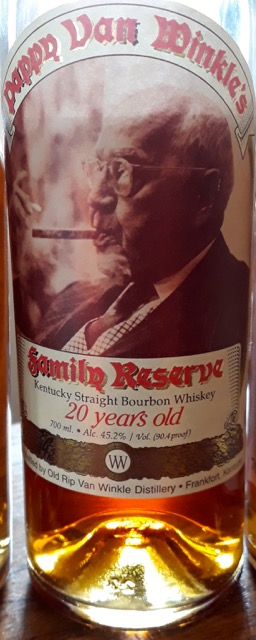 Pappy Van Winkle's
Family Reserve
Kentucky Straight Bourbon Whiskey
20 years old
700 ml. • Alc. 45.2% / Vol. (90.4 proof)
W
by Old Rip Van Winkle Distillery • Frankfort,